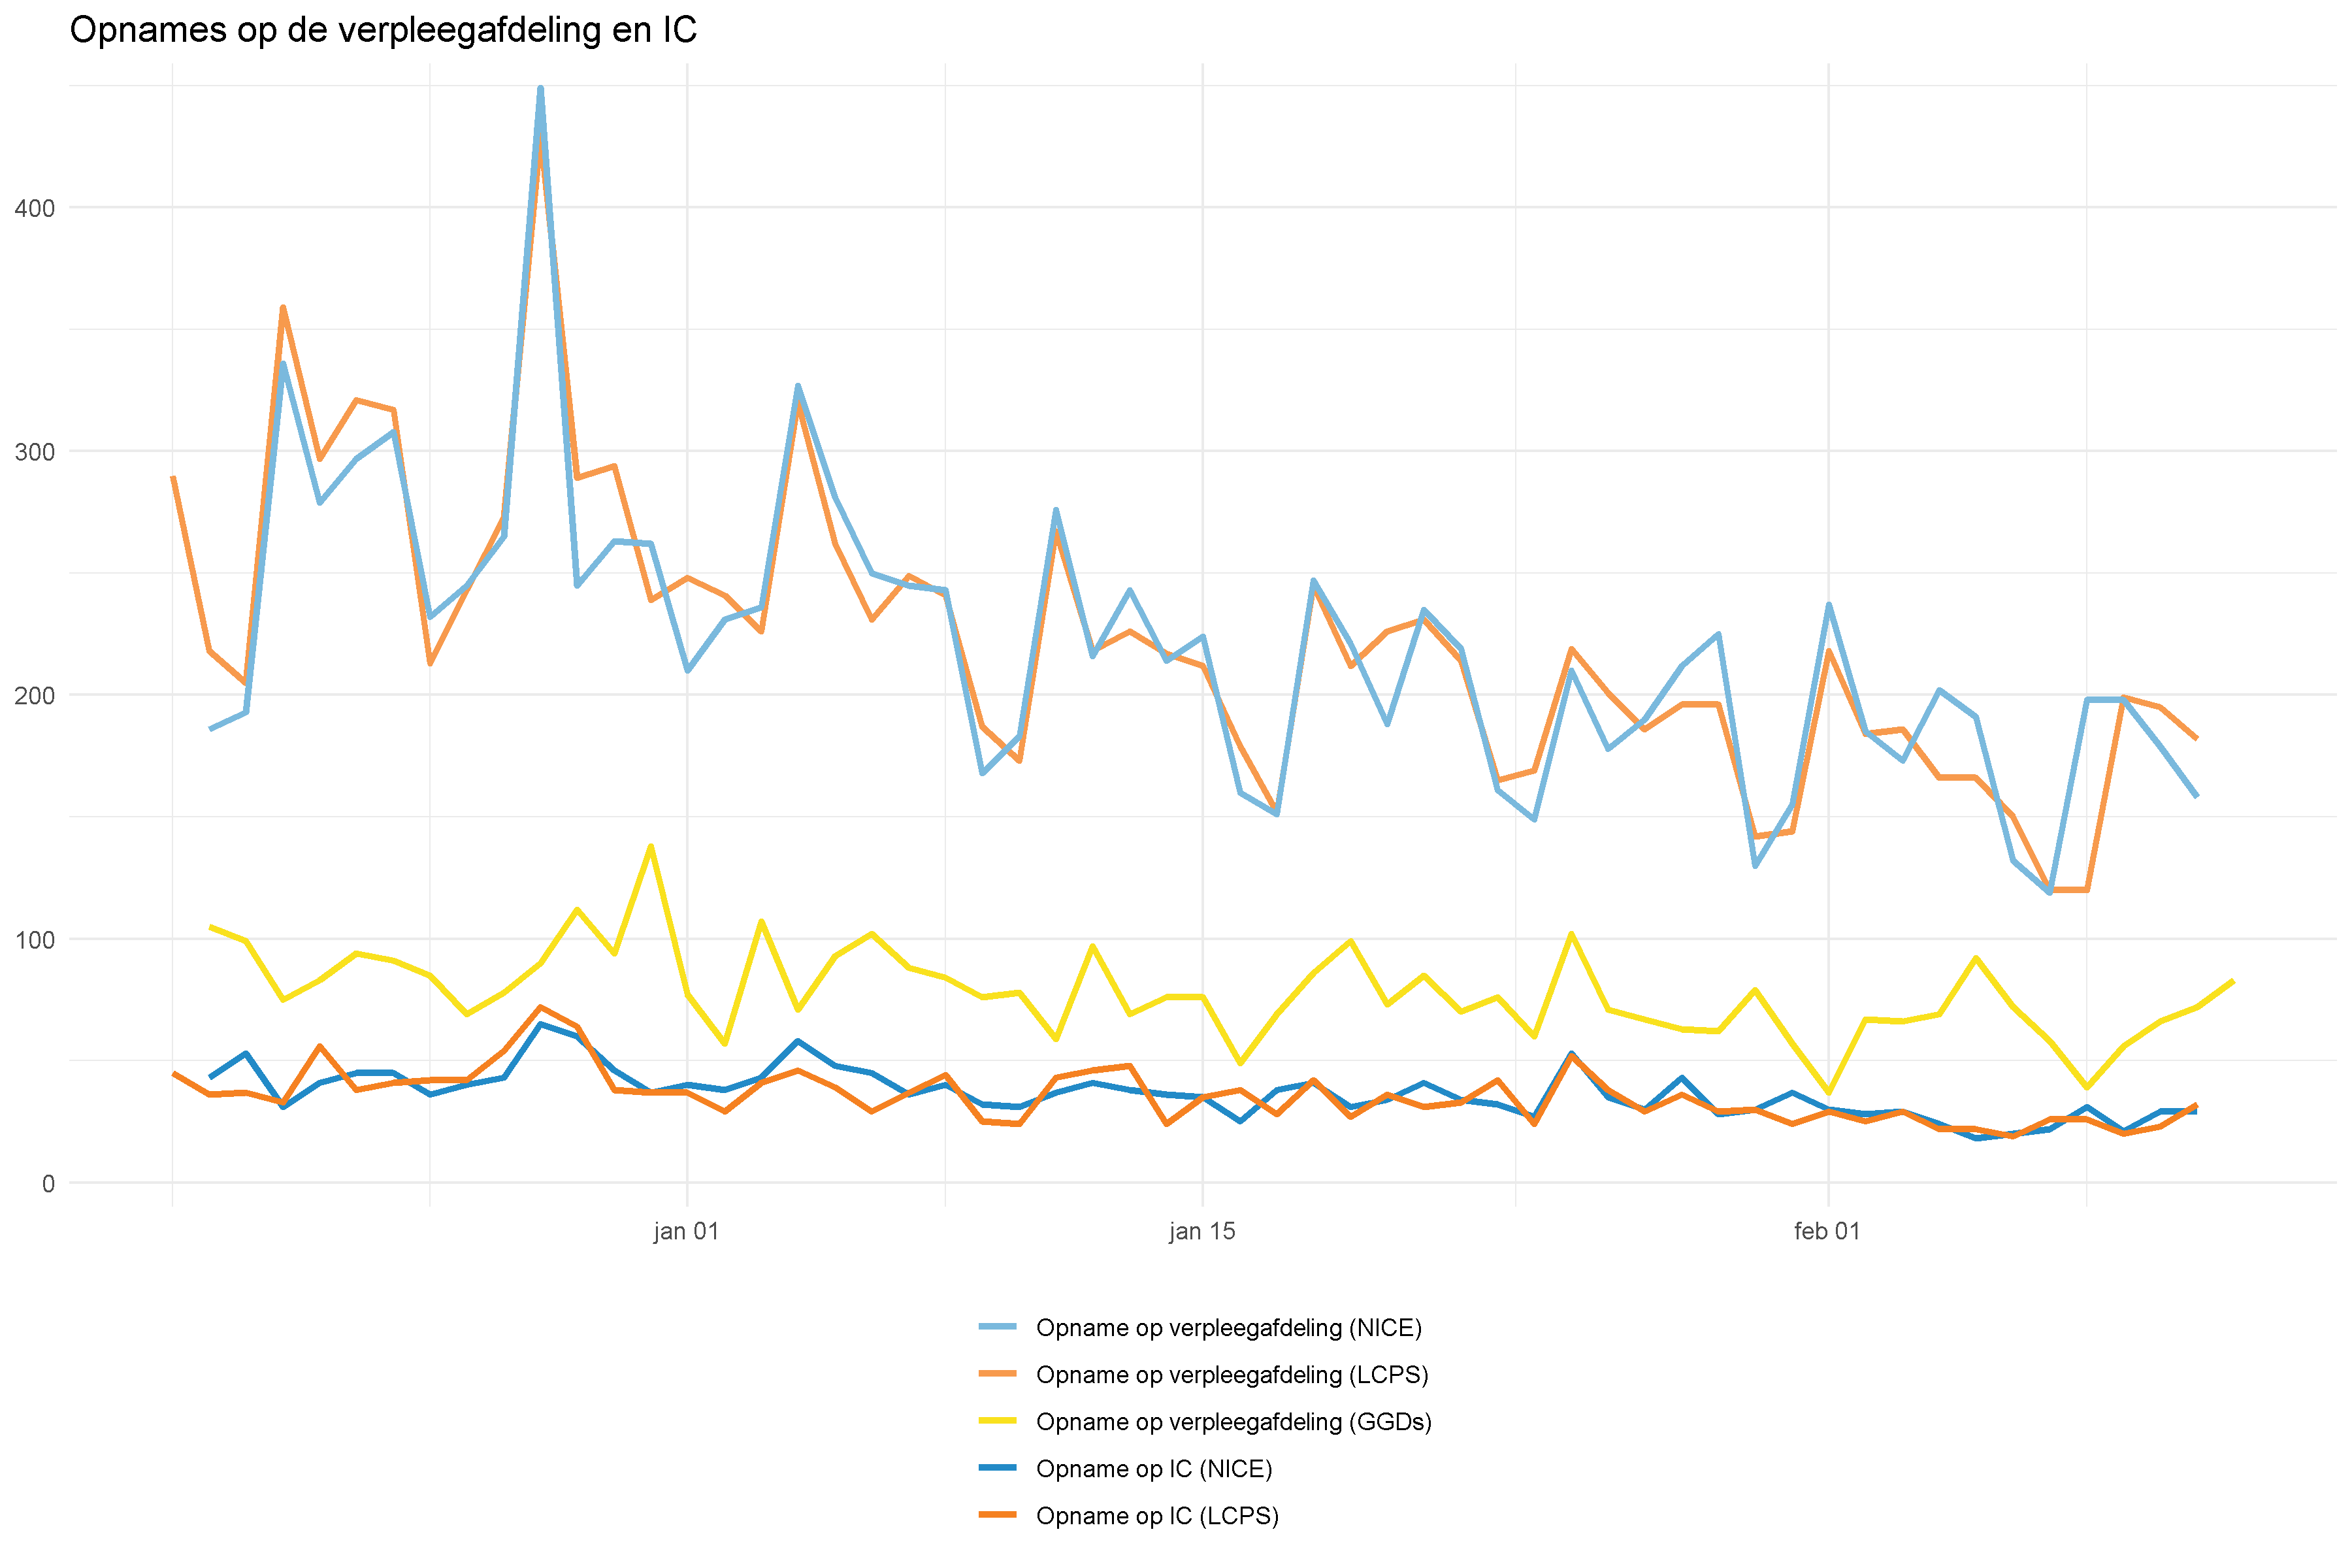 Opnames op de verpleegafdeling en IC
400
300
200
100
0
jan 01
jan 15
feb 01
Opname op verpleegafdeling (NICE)
Opname op verpleegafdeling (LCPS)
Opname op verpleegafdeling (GGDs)
Opname op IC (NICE)
Opname op IC (LCPS)